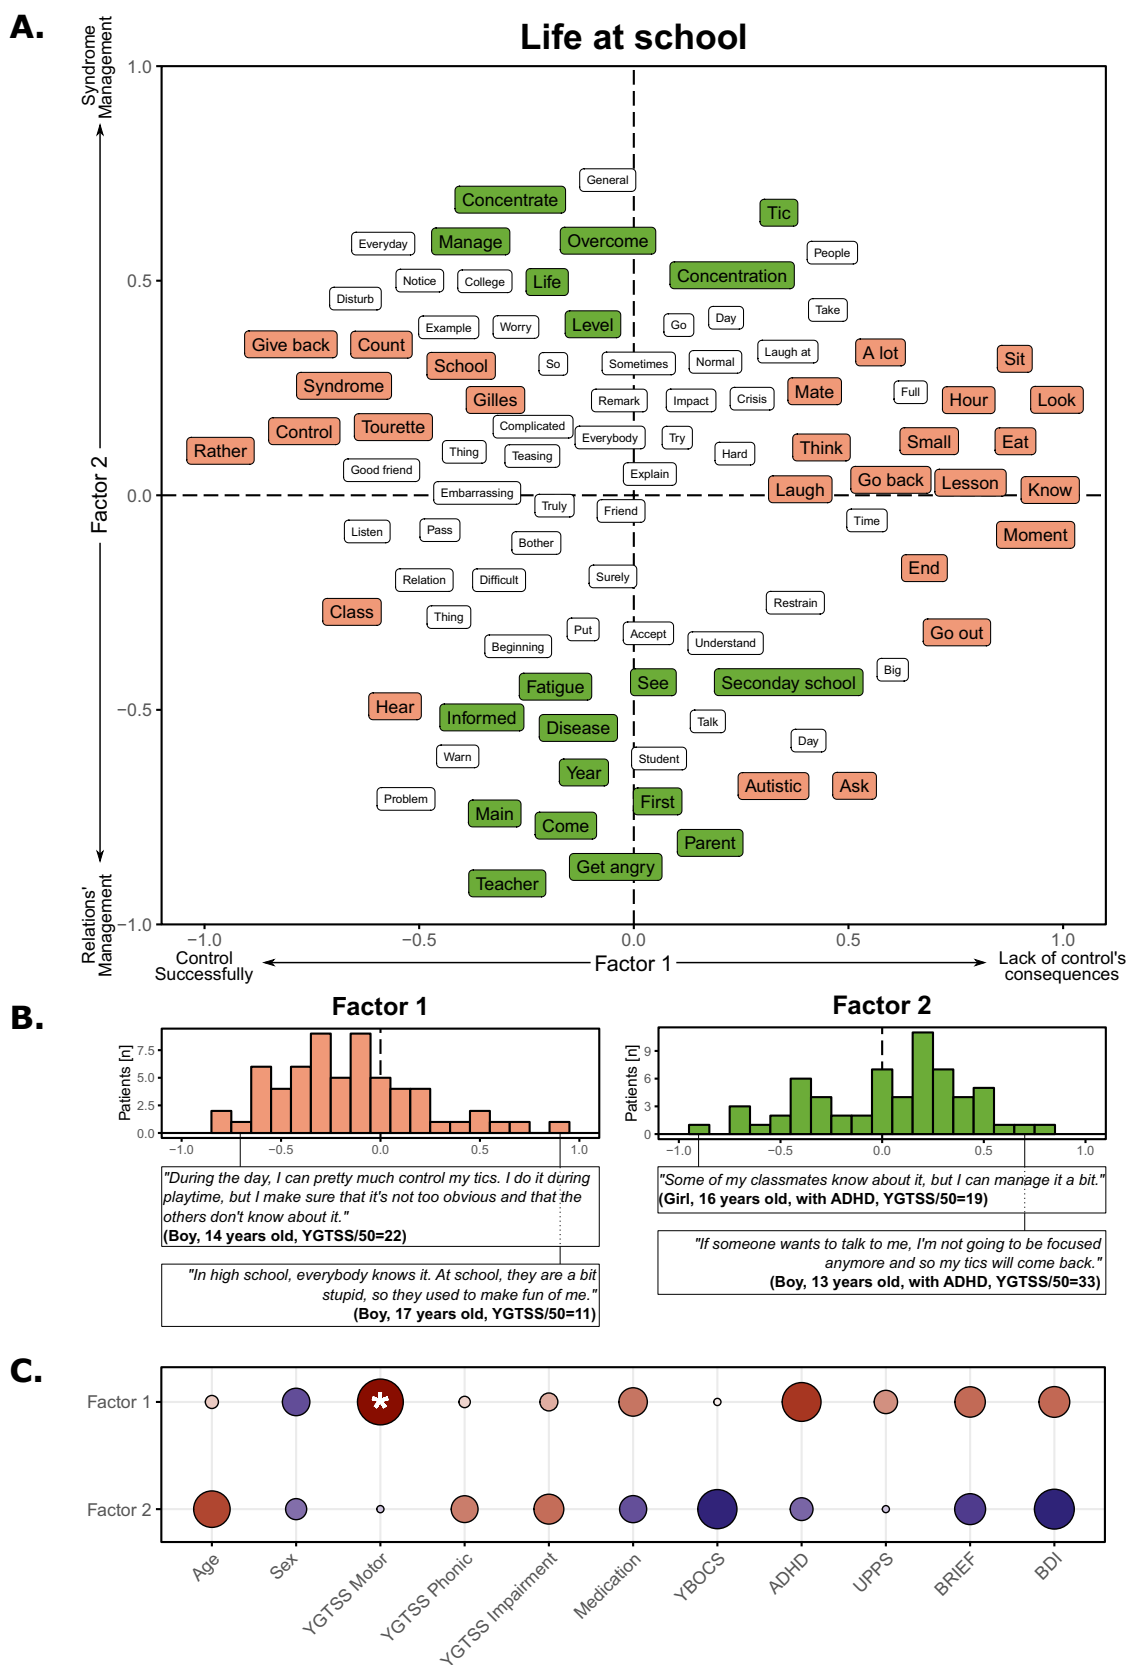 A.
Life at school
Syndrome
Management
1.0
General
Concentrate
Tic
Manage
Overcome
Everyday
People
Concentration
Notice
College
Life
0.5
Disturb
Take
Example
Worry
Level
Go
Day
Give back
Count
School
So
Sometimes
Normal
Laugh at
A lot
Sit
Syndrome
Gilles
Remark
Impact
Crisis
Mate
Full
Hour
Look
Control
Tourette
Complicated
Everybody
Try
Rather
Thing
Teasing
Hard
Think
Small
Eat
Good friend
Explain
Embarrassing
Laugh
Go back
Lesson
Know
0.0
Factor 2
Truly
Friend
Time
Moment
Listen
Pass
Bother
Relation
Difficult
Surely
End
Class
Thing
Restrain
Put
Accept
Understand
Go out
Beginning
Big
Fatigue
See
Seconday school
Hear
Informed
Disease
Talk
−0.5
Day
Warn
Student
Year
Problem
Autistic
Ask
Main
Come
First
Parent
Get angry
Teacher
Relations'
Management
−1.0
−1.0
−0.5
0.0
0.5
1.0
Control
Successfully
Factor 1
Lack of control's
consequences
B.
Factor 1
Patients [n]
7.5
5.0
2.5
0.0
−1.0
−0.5
0.0
0.5
1.0
"During the day, I can pretty much control my tics. I do it during
playtime, but I make sure that it's not too obvious and that the
others don't know about it."
(Boy, 14 years old, YGTSS/50=22)
"In high school, everybody knows it. At school, they are a bit
stupid, so they used to make fun of me."
(Boy, 17 years old, YGTSS/50=11)
Factor 2
Patients [n]
9
6
3
0
−1.0
−0.5
0.0
0.5
1.0
"Some of my classmates know about it, but I can manage it a bit."
(Girl, 16 years old, with ADHD, YGTSS/50=19)
"If someone wants to talk to me, I'm not going to be focused
anymore and so my tics will come back."
(Boy, 13 years old, with ADHD, YGTSS/50=33)
C.
Factor 1
*
Factor 2
Age
Sex
YGTSS Motor
YGTSS Phonic
YGTSS Impairment
Medication
YBOCS
ADHD
UPPS
BRIEF
BDI